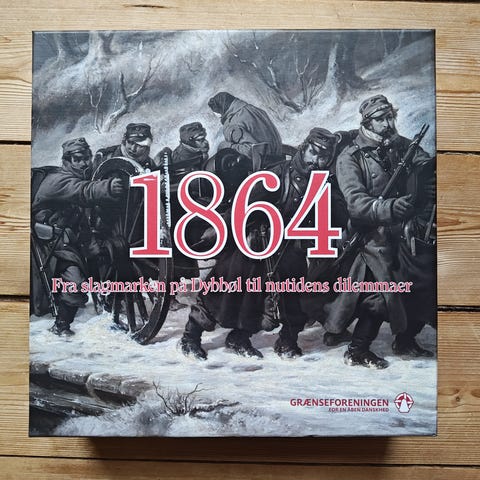 1864
Fra slagmarken på Dybbøl til nutidens dilemmaer
GRÆNSEFORENINGEN
FOR EN ÅBEN DANSKHED